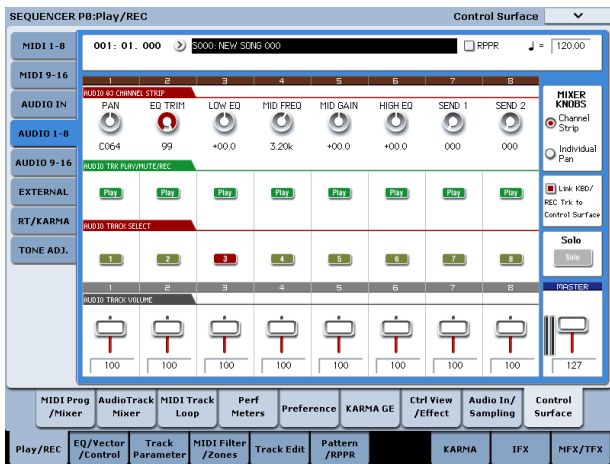 SEQUENCER P0:Play/REC Control Surface
001: 01. 000 S000: NEW SONG 000 RPPR ♩ = 120.00
MIDI 1-8
MIDI 9-16
AUDIO IN
AUDIO 1-8
AUDIO 9-16
EXTERNAL
RT/KARMA
TONE ADJ.
1 2 3 4 5 6 7 8
AUDIO 03 CHANNEL STRIP
PAN EQ TRIM LOW EQ MID FREQ MID GAIN HIGH EQ SEND 1 SEND 2
C064 99 +00.0 3.20k +00.0 +00.0 000 000
AUDIO TRK PLAY/MUTE/REC
Play Play Play Play Play Play Play Play
AUDIO TRACK SELECT
1 2 3 4 5 6 7 8
1 2 3 4 5 6 7 8
AUDIO TRACK VOLUME
100 100 100 100 100 100 100 100
MIXER
KNOBS
Channel
Strip
Individual
Pan
Link KBD/
REC Trk to
Control Surface
Solo
Solo
MASTER
127
MIDI Prog
/Mixer
AudioTrack
Mixer
MIDI Track
Loop
Perf
Meters
Preference
KARMA GE
Ctrl View
/Effect
Audio In/
Sampling
Control
Surface
Play/REC
EQ/Vector
/Control
Track
Parameter
MIDI Filter
/Zones
Track Edit
Pattern
/RPPR
KARMA
IFX
MFX/TFX